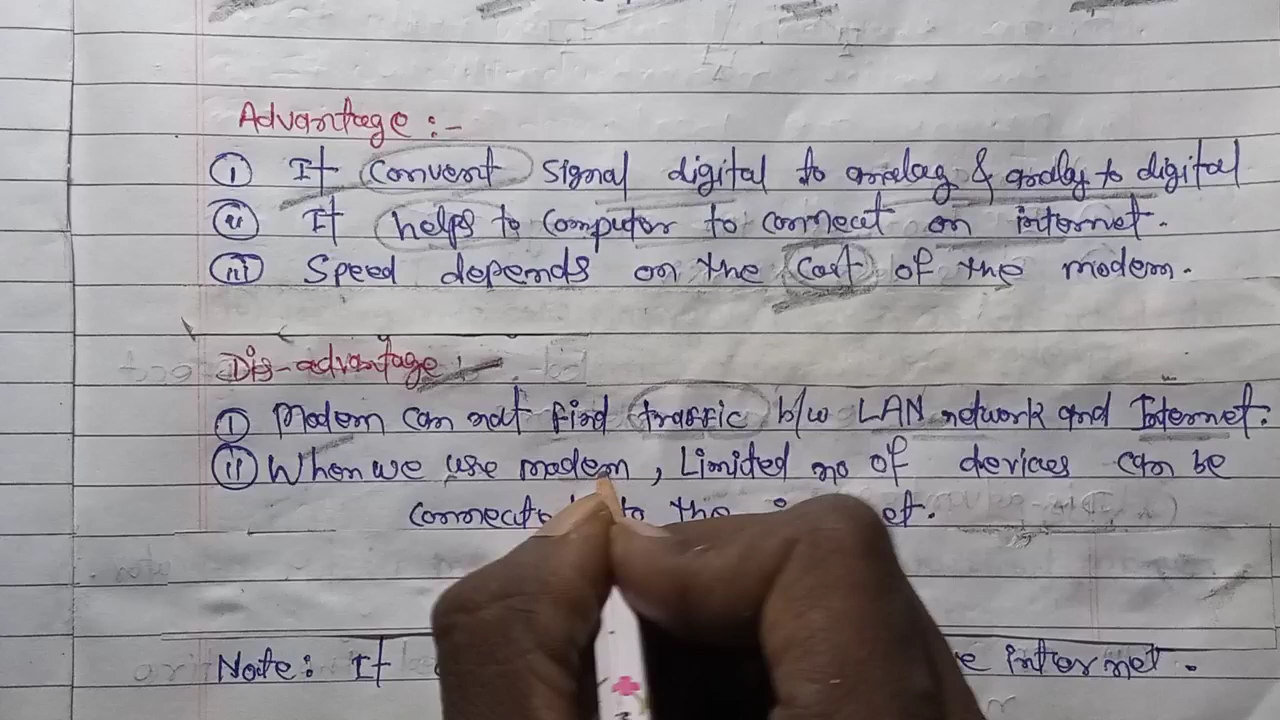 Advantage :-
(i) It Convert Signal digital to analog & analog to digital
(ii) It helps to computer to connect on internet.
(iii) Speed depends on the Cost of the modem.
Dis-advantage :-
(i) Modem can not find traffic b/w LAN network and Internet.
(ii) When we use modem, Limited no of devices can be
to the
Note: It internet.